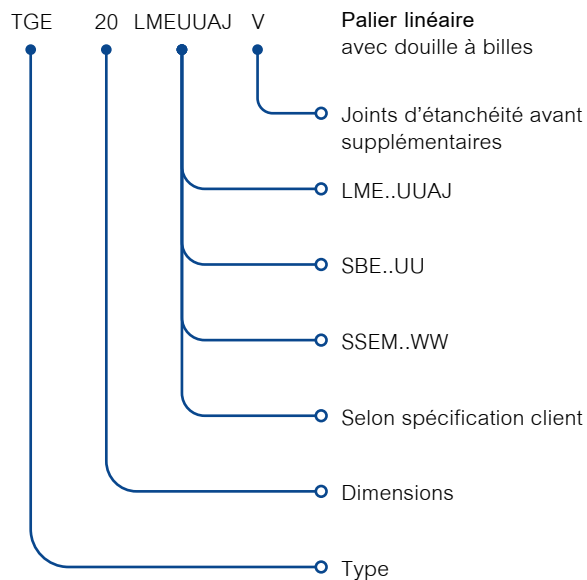 TGE 20 LMEUUAJ V
Palier linéaire
avec douille à billes
Joints d'étanchéité avant
supplémentaires
LME..UUAJ
SBE..UU
SSEM..WW
Selon spécification client
Dimensions
Type